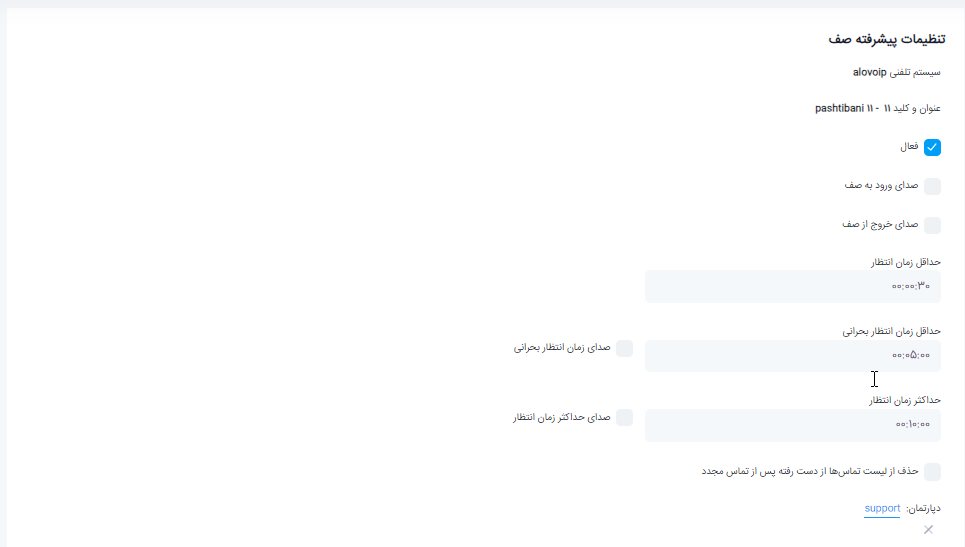 تنظیمات پیشرفته صف
سیستم تلفنی alovoip
عنوان و کلید ۱۱ - pashtibani ۱۱
فعال
صدای ورود به صف
صدای خروج از صف
حداقل زمان انتظار
۰۰:۰۰:۳۰
حداقل زمان انتظار بحرانی
۰۰:۰۵:۰۰
صدای زمان انتظار بحرانی
حداکثر زمان انتظار
۰۰:۱۰:۰۰
صدای حداکثر زمان انتظار
حذف از لیست تماس‌ها از دست رفته پس از تماس مجدد
دپارتمان: support